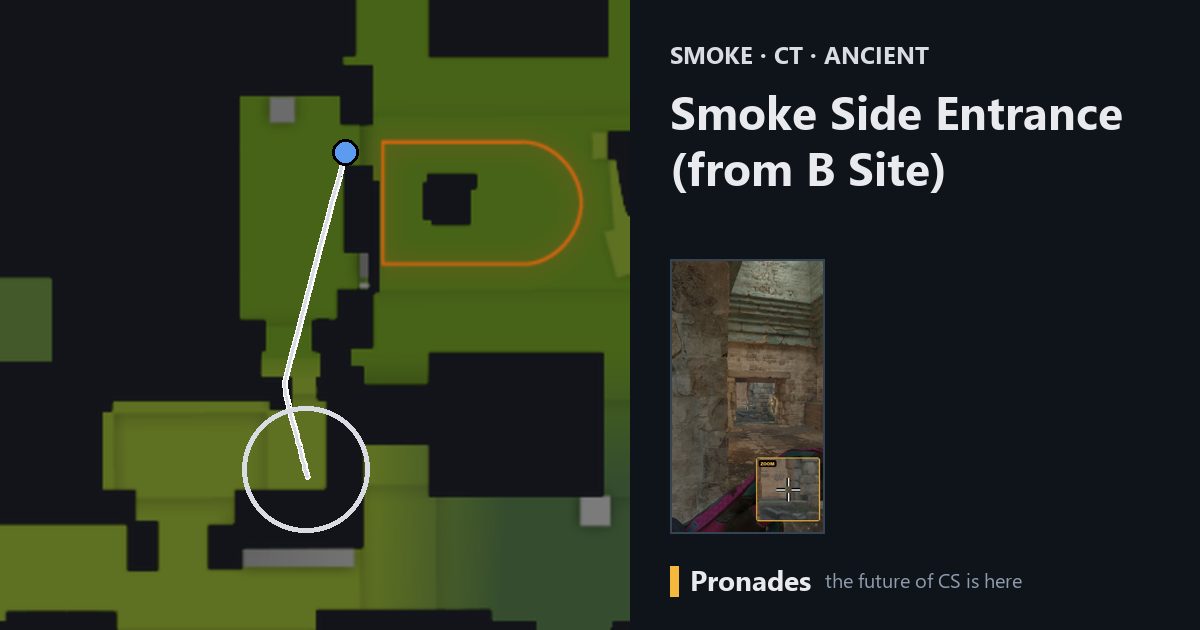 SMOKE · CT · ANCIENT
Smoke Side Entrance
(from B Site)
ZOOM
Pronades the future of CS is here